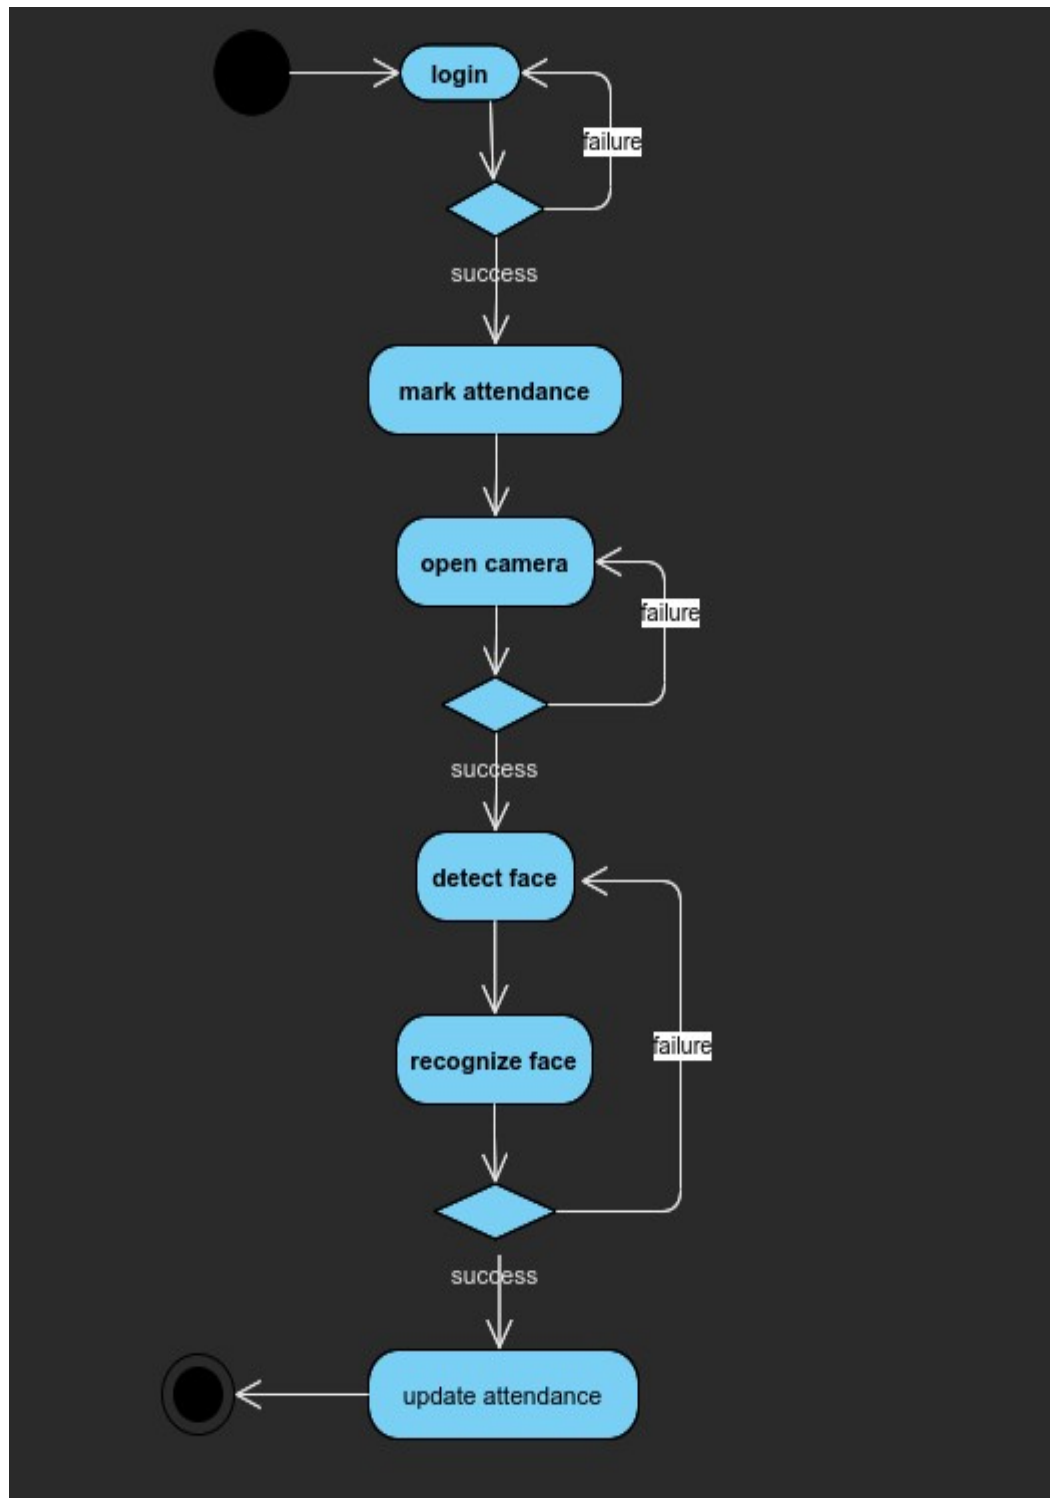 login
failure
success
mark attendance
open camera
failure
success
detect face
recognize face
failure
success
update attendance